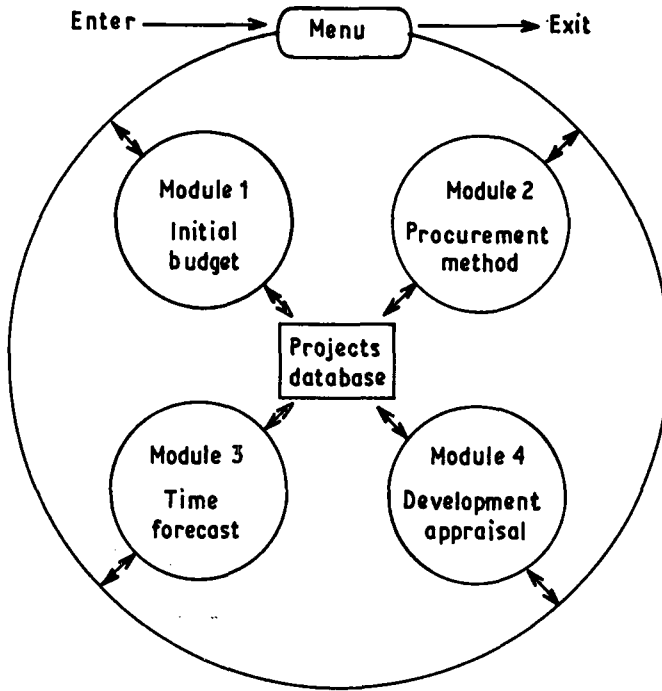 Enter
Menu
Exit
Module 1
Initial
budget
Module 2
Procurement
method
Projects
database
Module 3
Time
forecast
Module 4
Development
appraisal